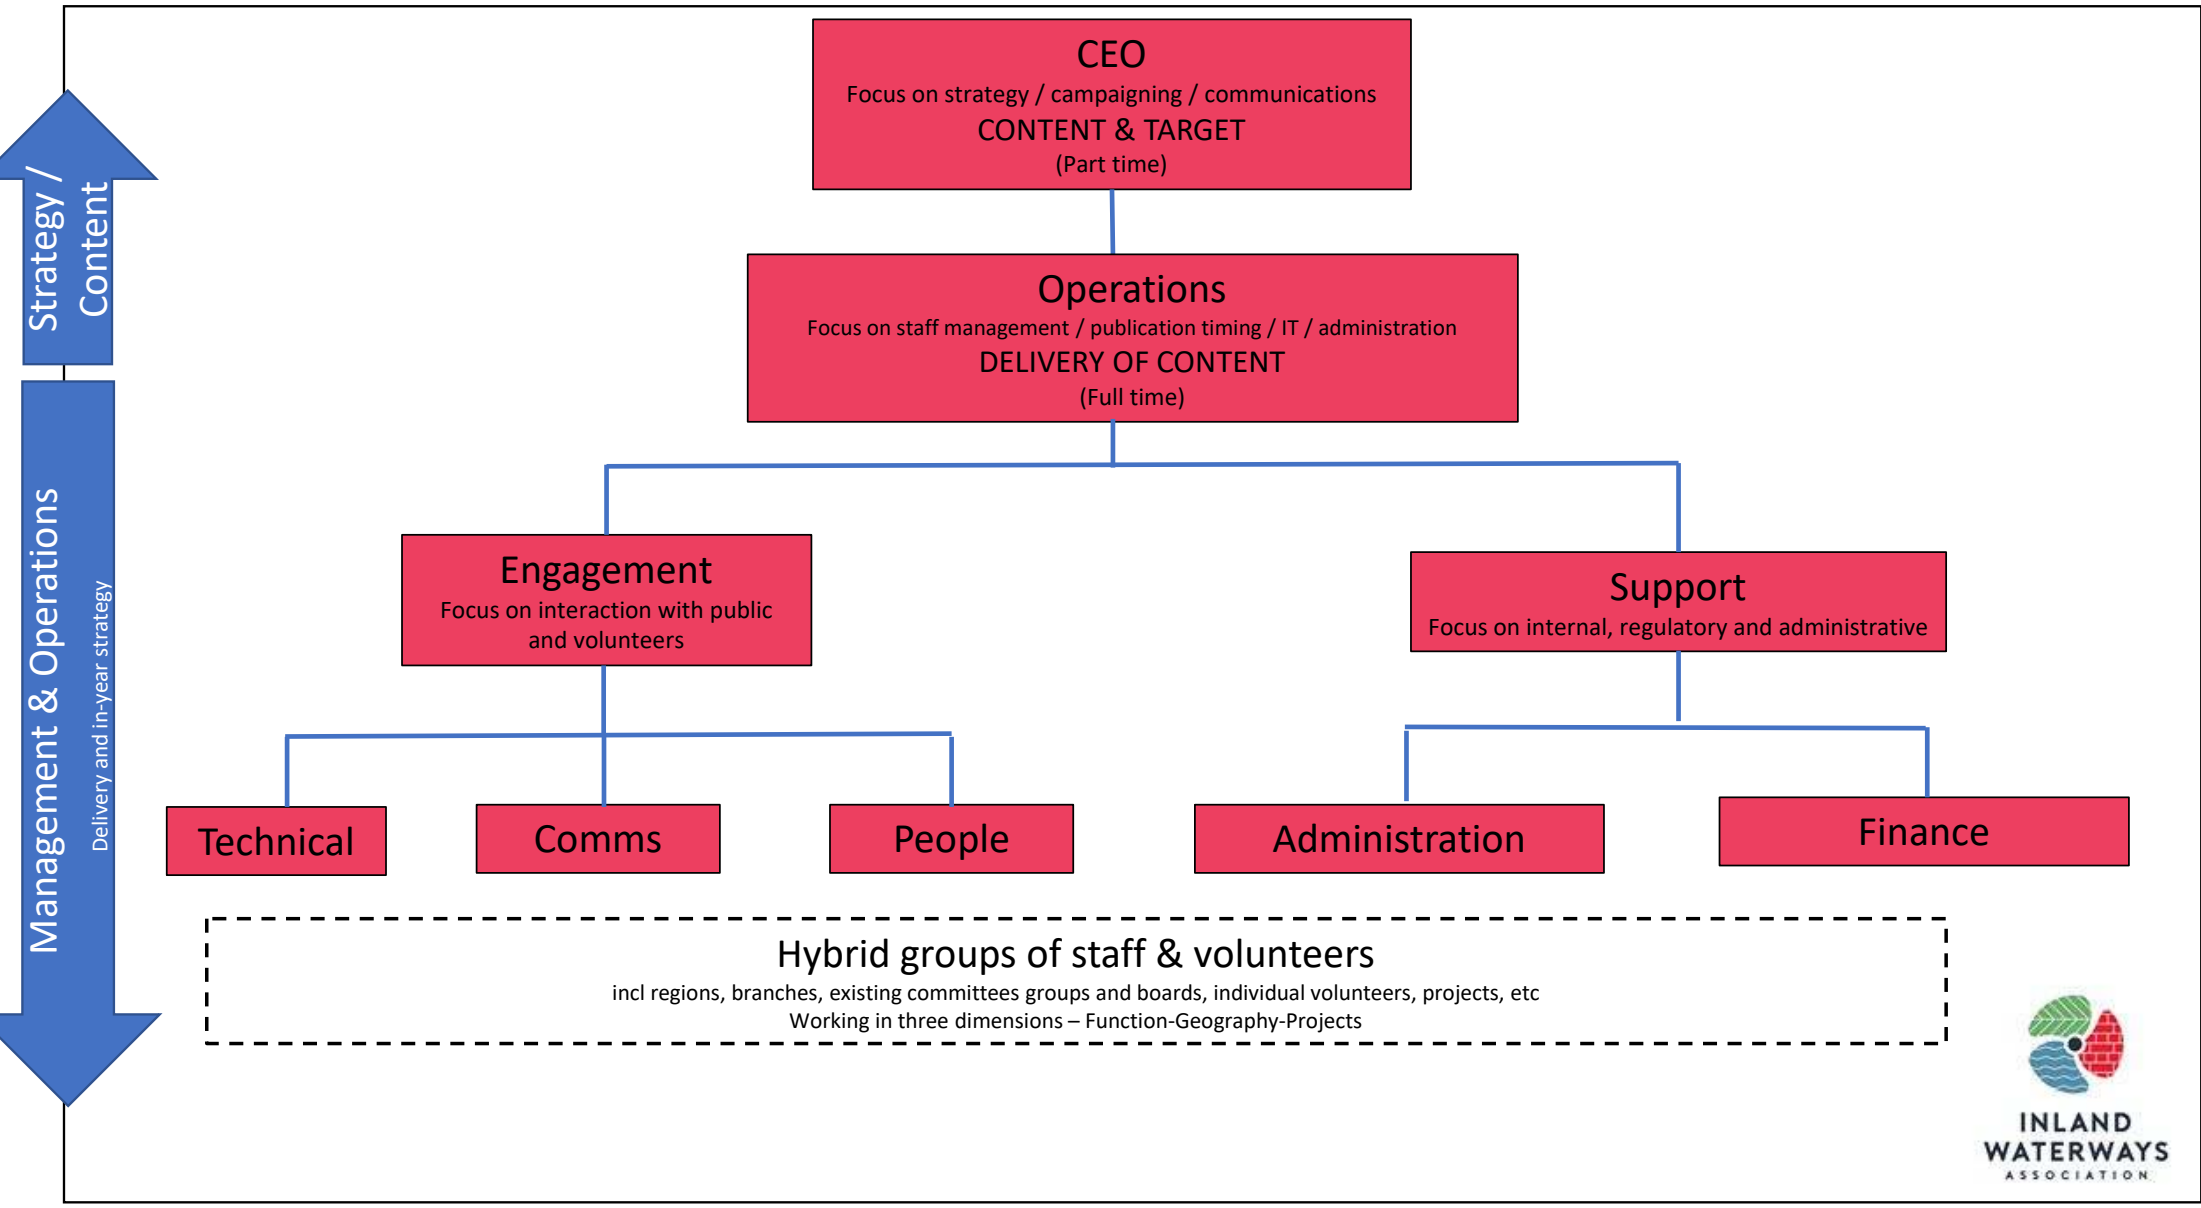 CEO
Focus on strategy / campaigning / communications
CONTENT & TARGET
(Part time)
Strategy /
Content
Operations
Focus on staff management / publication timing / IT / administration
DELIVERY OF CONTENT
(Full time)
Management & Operations
Delivery and in-year strategy
Engagement
Focus on interaction with public
and volunteers
Support
Focus on internal, regulatory and administrative
Technical
Comms
People
Administration
Finance
Hybrid groups of staff & volunteers
incl regions, branches, existing committees groups and boards, individual volunteers, projects, etc
Working in three dimensions – Function-Geography-Projects
INLAND
WATERWAYS
ASSOCIATION